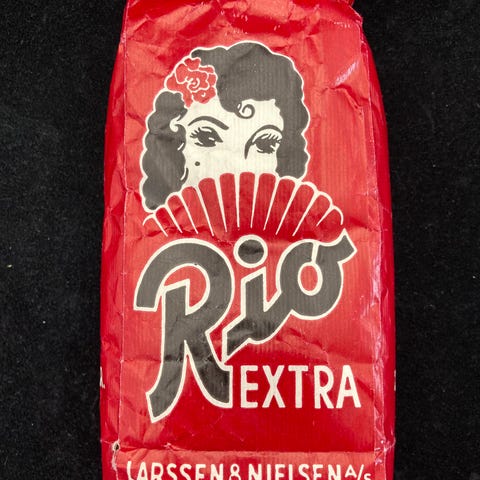 Rio
EXTRA
LARSSEN & NIELSEN A/S